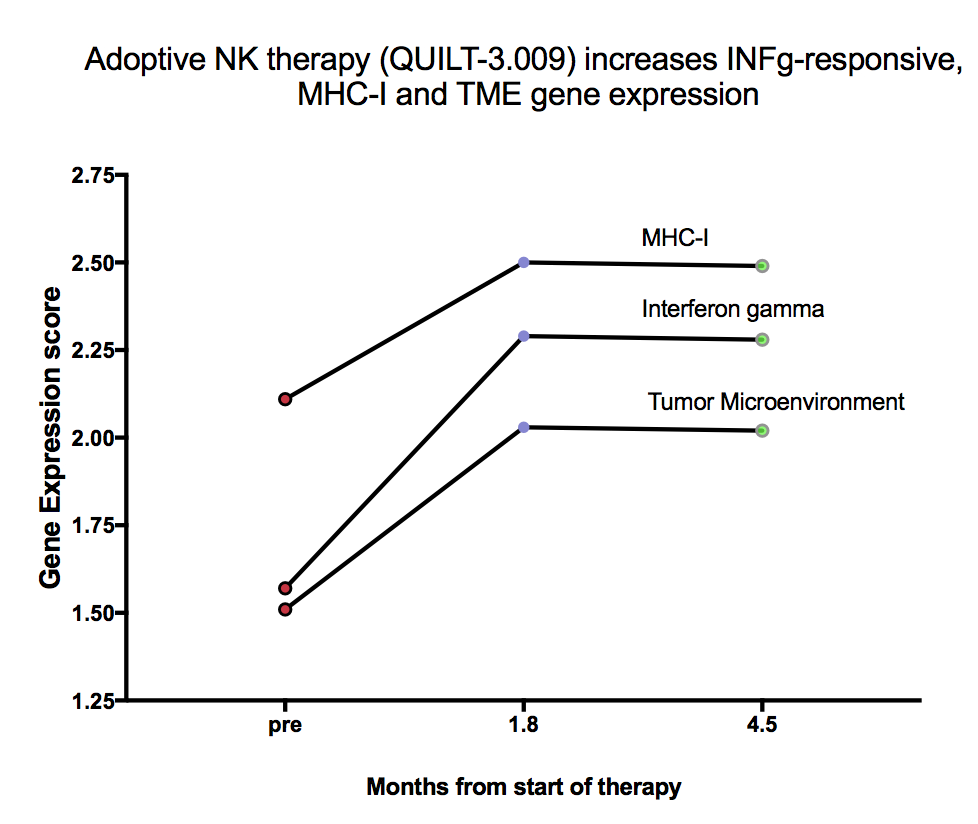 Adoptive NK therapy (QUILT-3.009) increases INFg-responsive,
MHC-I and TME gene expression
2.75
2.50
2.25
2.00
1.75
1.50
1.25
Gene Expression score
MHC-I
Interferon gamma
Tumor Microenvironment
pre
1.8
4.5
Months from start of therapy